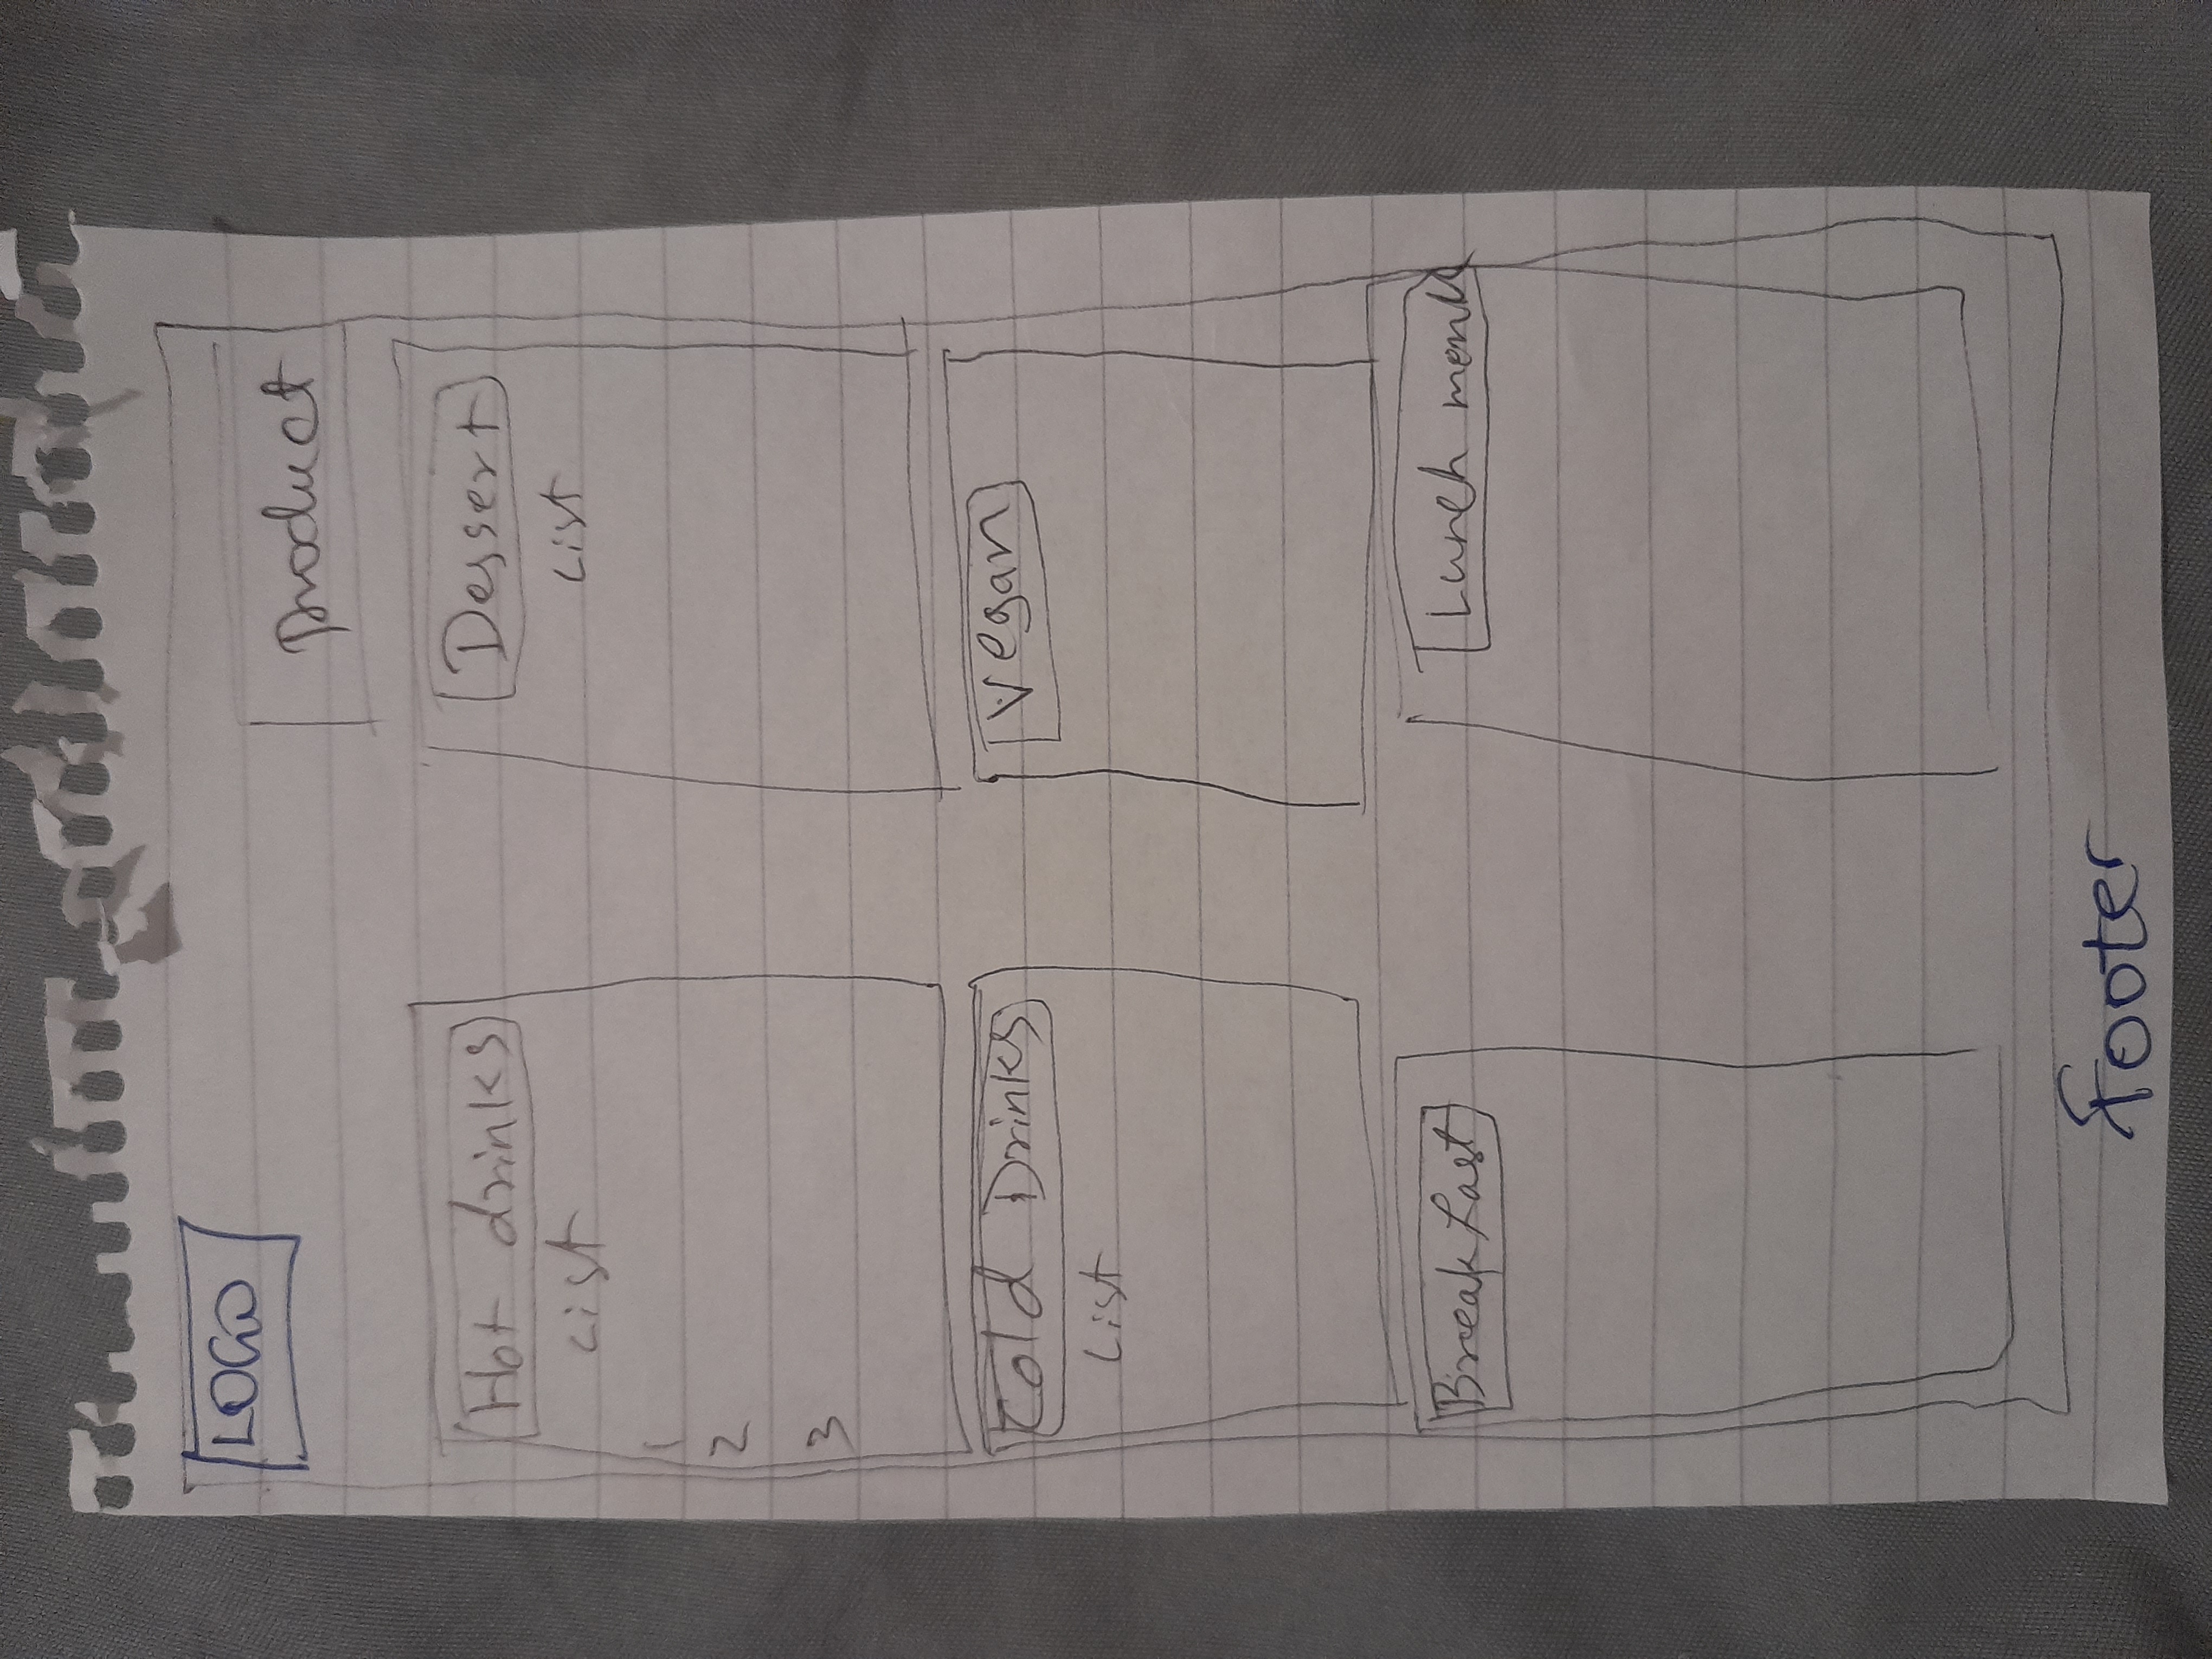 LOGO
product
Hot drinks
List
1
2
3
Dessert
List
Cold Drinks
List
Vegan
Breakfast
Lunch menu
Footer